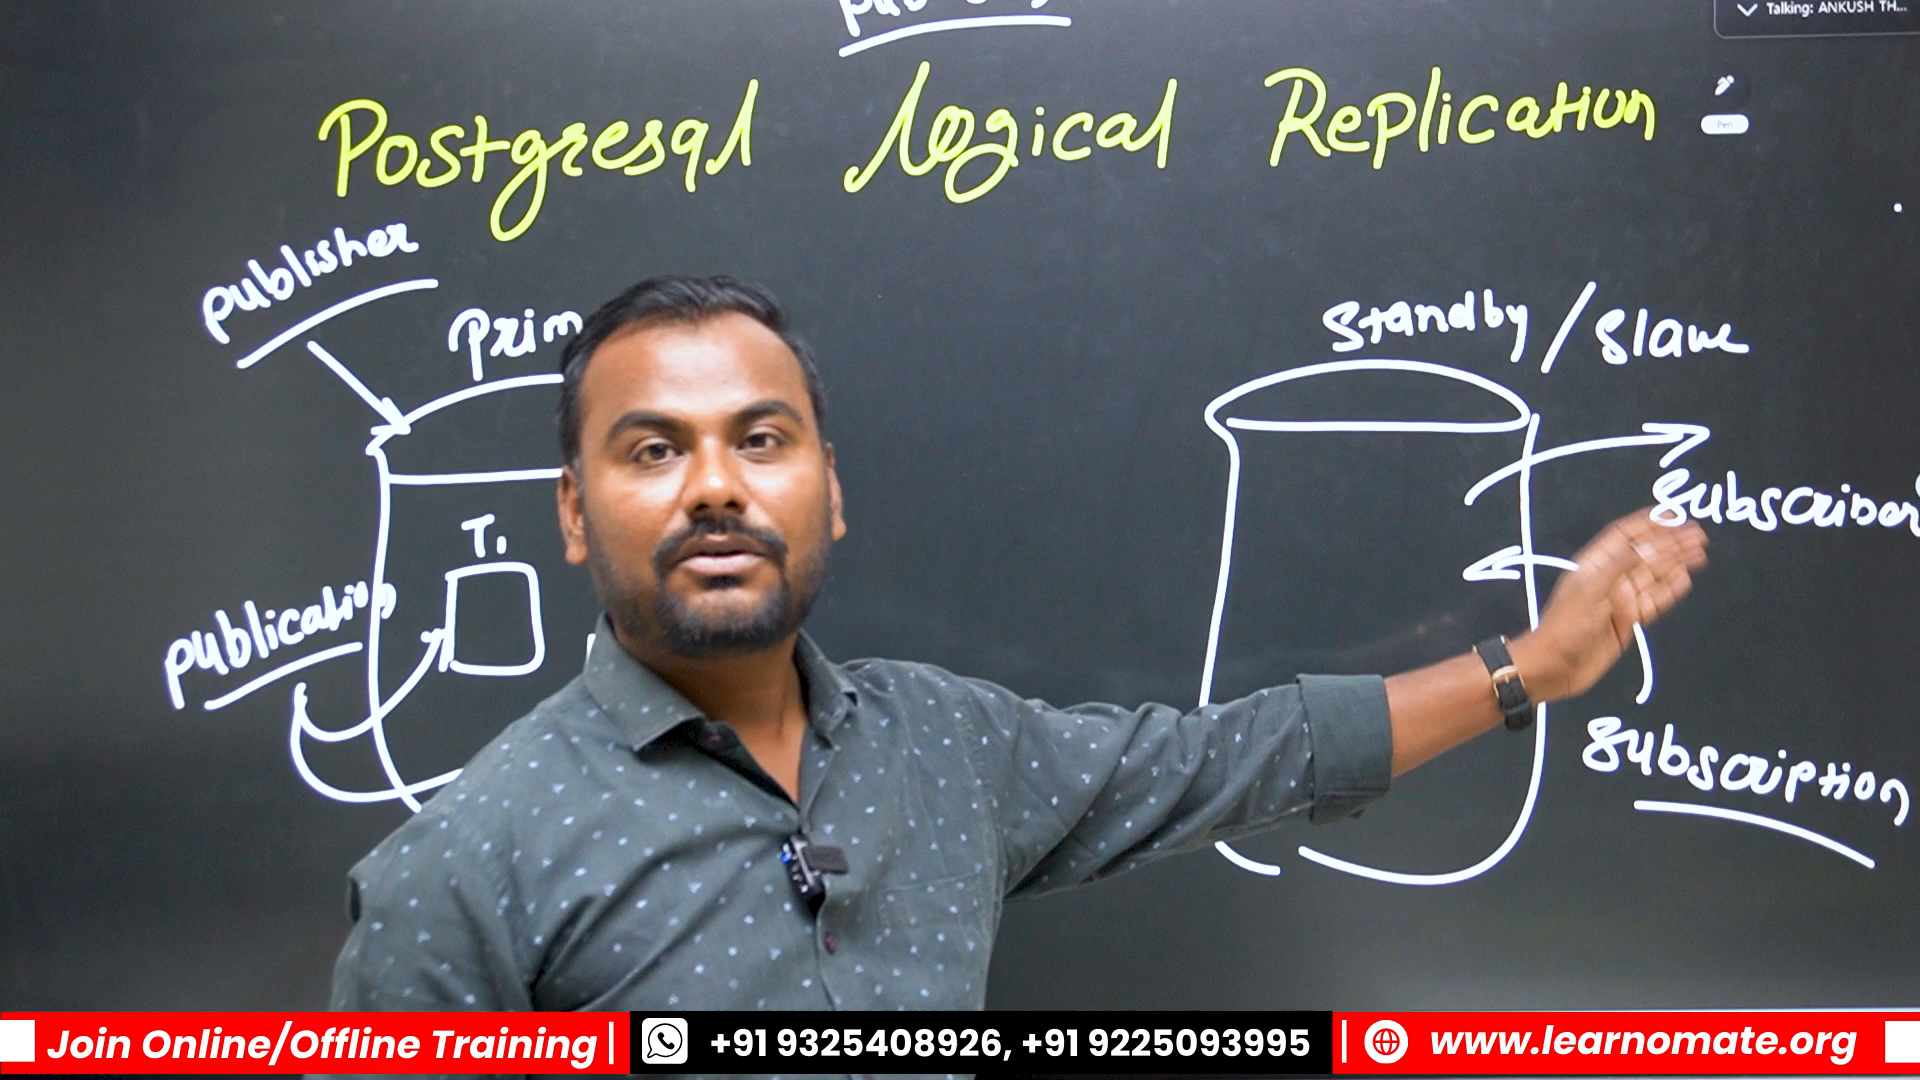 Talking: ANKUSH TH...
Postgresql Logical Replication
Pen
publisher
Prim
Standby / Slave
Subscriber
T1
publication
Subscription
Join Online/Offline Training | +91 9325408926, +91 9225093995 | www.learnomate.org